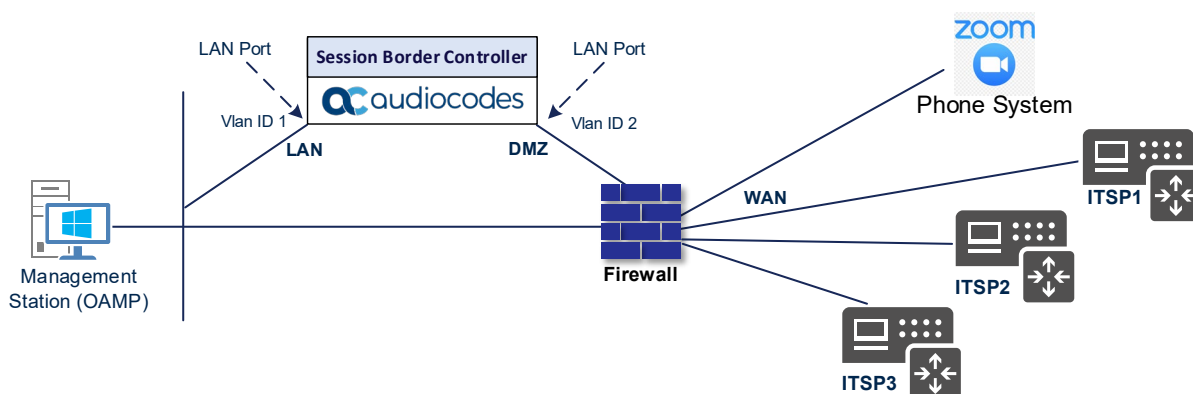 zoom
LAN Port
Session Border Controller
LAN Port
audiocodes
Phone System
Vlan ID 1
Vlan ID 2
LAN
DMZ
WAN
ITSP1
Management
Station (OAMP)
Firewall
ITSP2
ITSP3